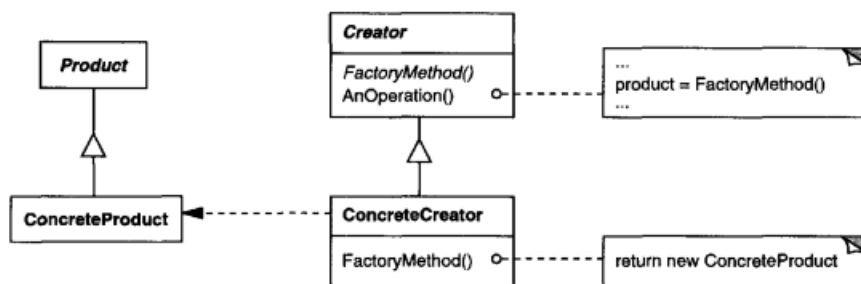 Product
Creator
FactoryMethod()
AnOperation()
...
product = FactoryMethod()
...
ConcreteProduct
ConcreteCreator
FactoryMethod()
return new ConcreteProduct